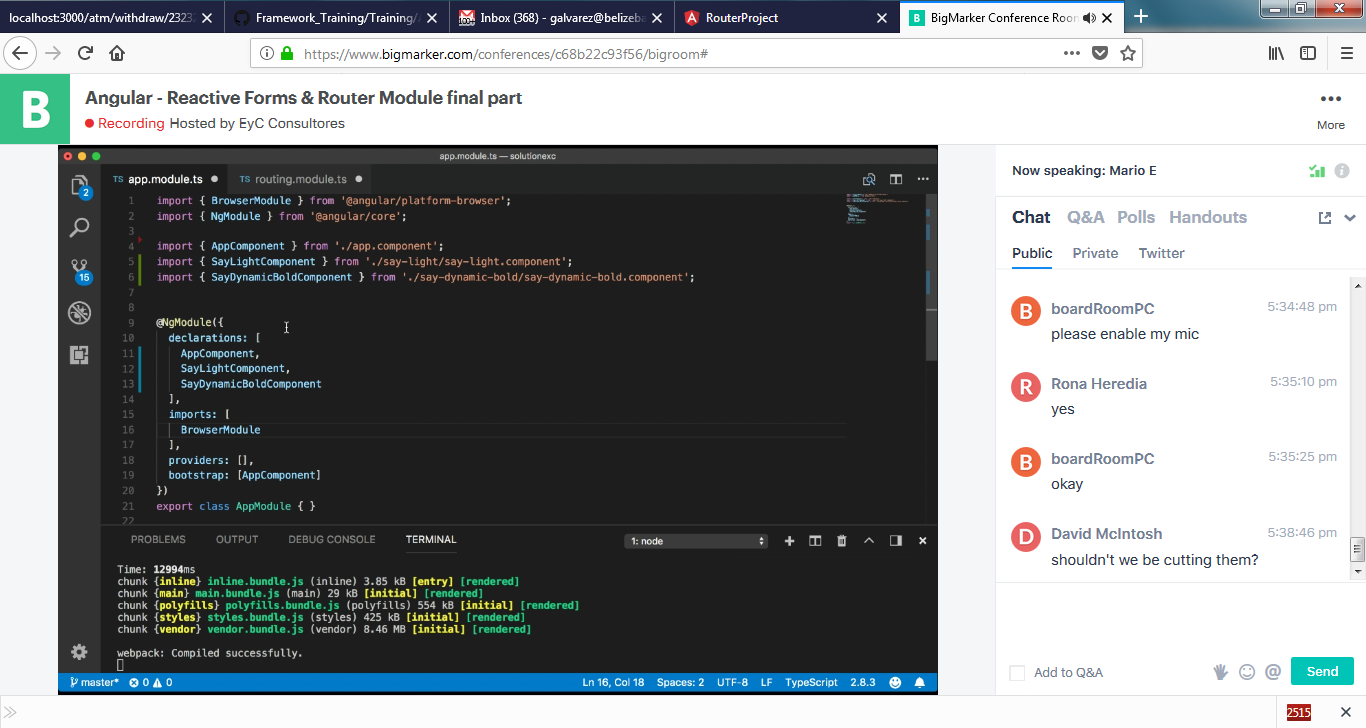 localhost:3000/atm/withdraw/2323
Framework_Training/Training/
100+
Inbox (368) - galvarez@belizeba
RouterProject
B
BigMarker Conference Room
https://www.bigmarker.com/conferences/c68b22c93f56/bigroom#
B
Angular - Reactive Forms & Router Module final part
Recording Hosted by EyC Consultores
More
app.module.ts — solutionexc
TS app.module.ts
TS routing.module.ts
2
15
1 import { BrowserModule } from '@angular/platform-browser';
2 import { NgModule } from '@angular/core';
3
4 import { AppComponent } from './app.component';
5 import { SayLightComponent } from './say-light/say-light.component';
6 import { SayDynamicBoldComponent } from './say-dynamic-bold/say-dynamic-bold.component';
7
8
9 @NgModule({
10 declarations: [
11 AppComponent,
12 SayLightComponent,
13 SayDynamicBoldComponent
14 ],
15 imports: [
16 BrowserModule
17 ],
18 providers: [],
19 bootstrap: [AppComponent]
20 })
21 export class AppModule { }
22
PROBLEMS OUTPUT DEBUG CONSOLE TERMINAL 1: node
Time: 12994ms
chunk {inline} inline.bundle.js (inline) 3.85 kB [entry] [rendered]
chunk {main} main.bundle.js (main) 29 kB [initial] [rendered]
chunk {polyfills} polyfills.bundle.js (polyfills) 554 kB [initial] [rendered]
chunk {styles} styles.bundle.js (styles) 425 kB [initial] [rendered]
chunk {vendor} vendor.bundle.js (vendor) 8.46 MB [initial] [rendered]
webpack: Compiled successfully.
master* 0 0 Ln 16, Col 18 Spaces: 2 UTF-8 LF TypeScript 2.8.3
Now speaking: Mario E
Chat Q&A Polls Handouts
Public Private Twitter
B
boardRoomPC 5:34:48 pm
please enable my mic
R
Rona Heredia 5:35:10 pm
yes
B
boardRoomPC 5:35:25 pm
okay
D
David McIntosh 5:38:46 pm
shouldn't we be cutting them?
Add to Q&A
@
Send
2515